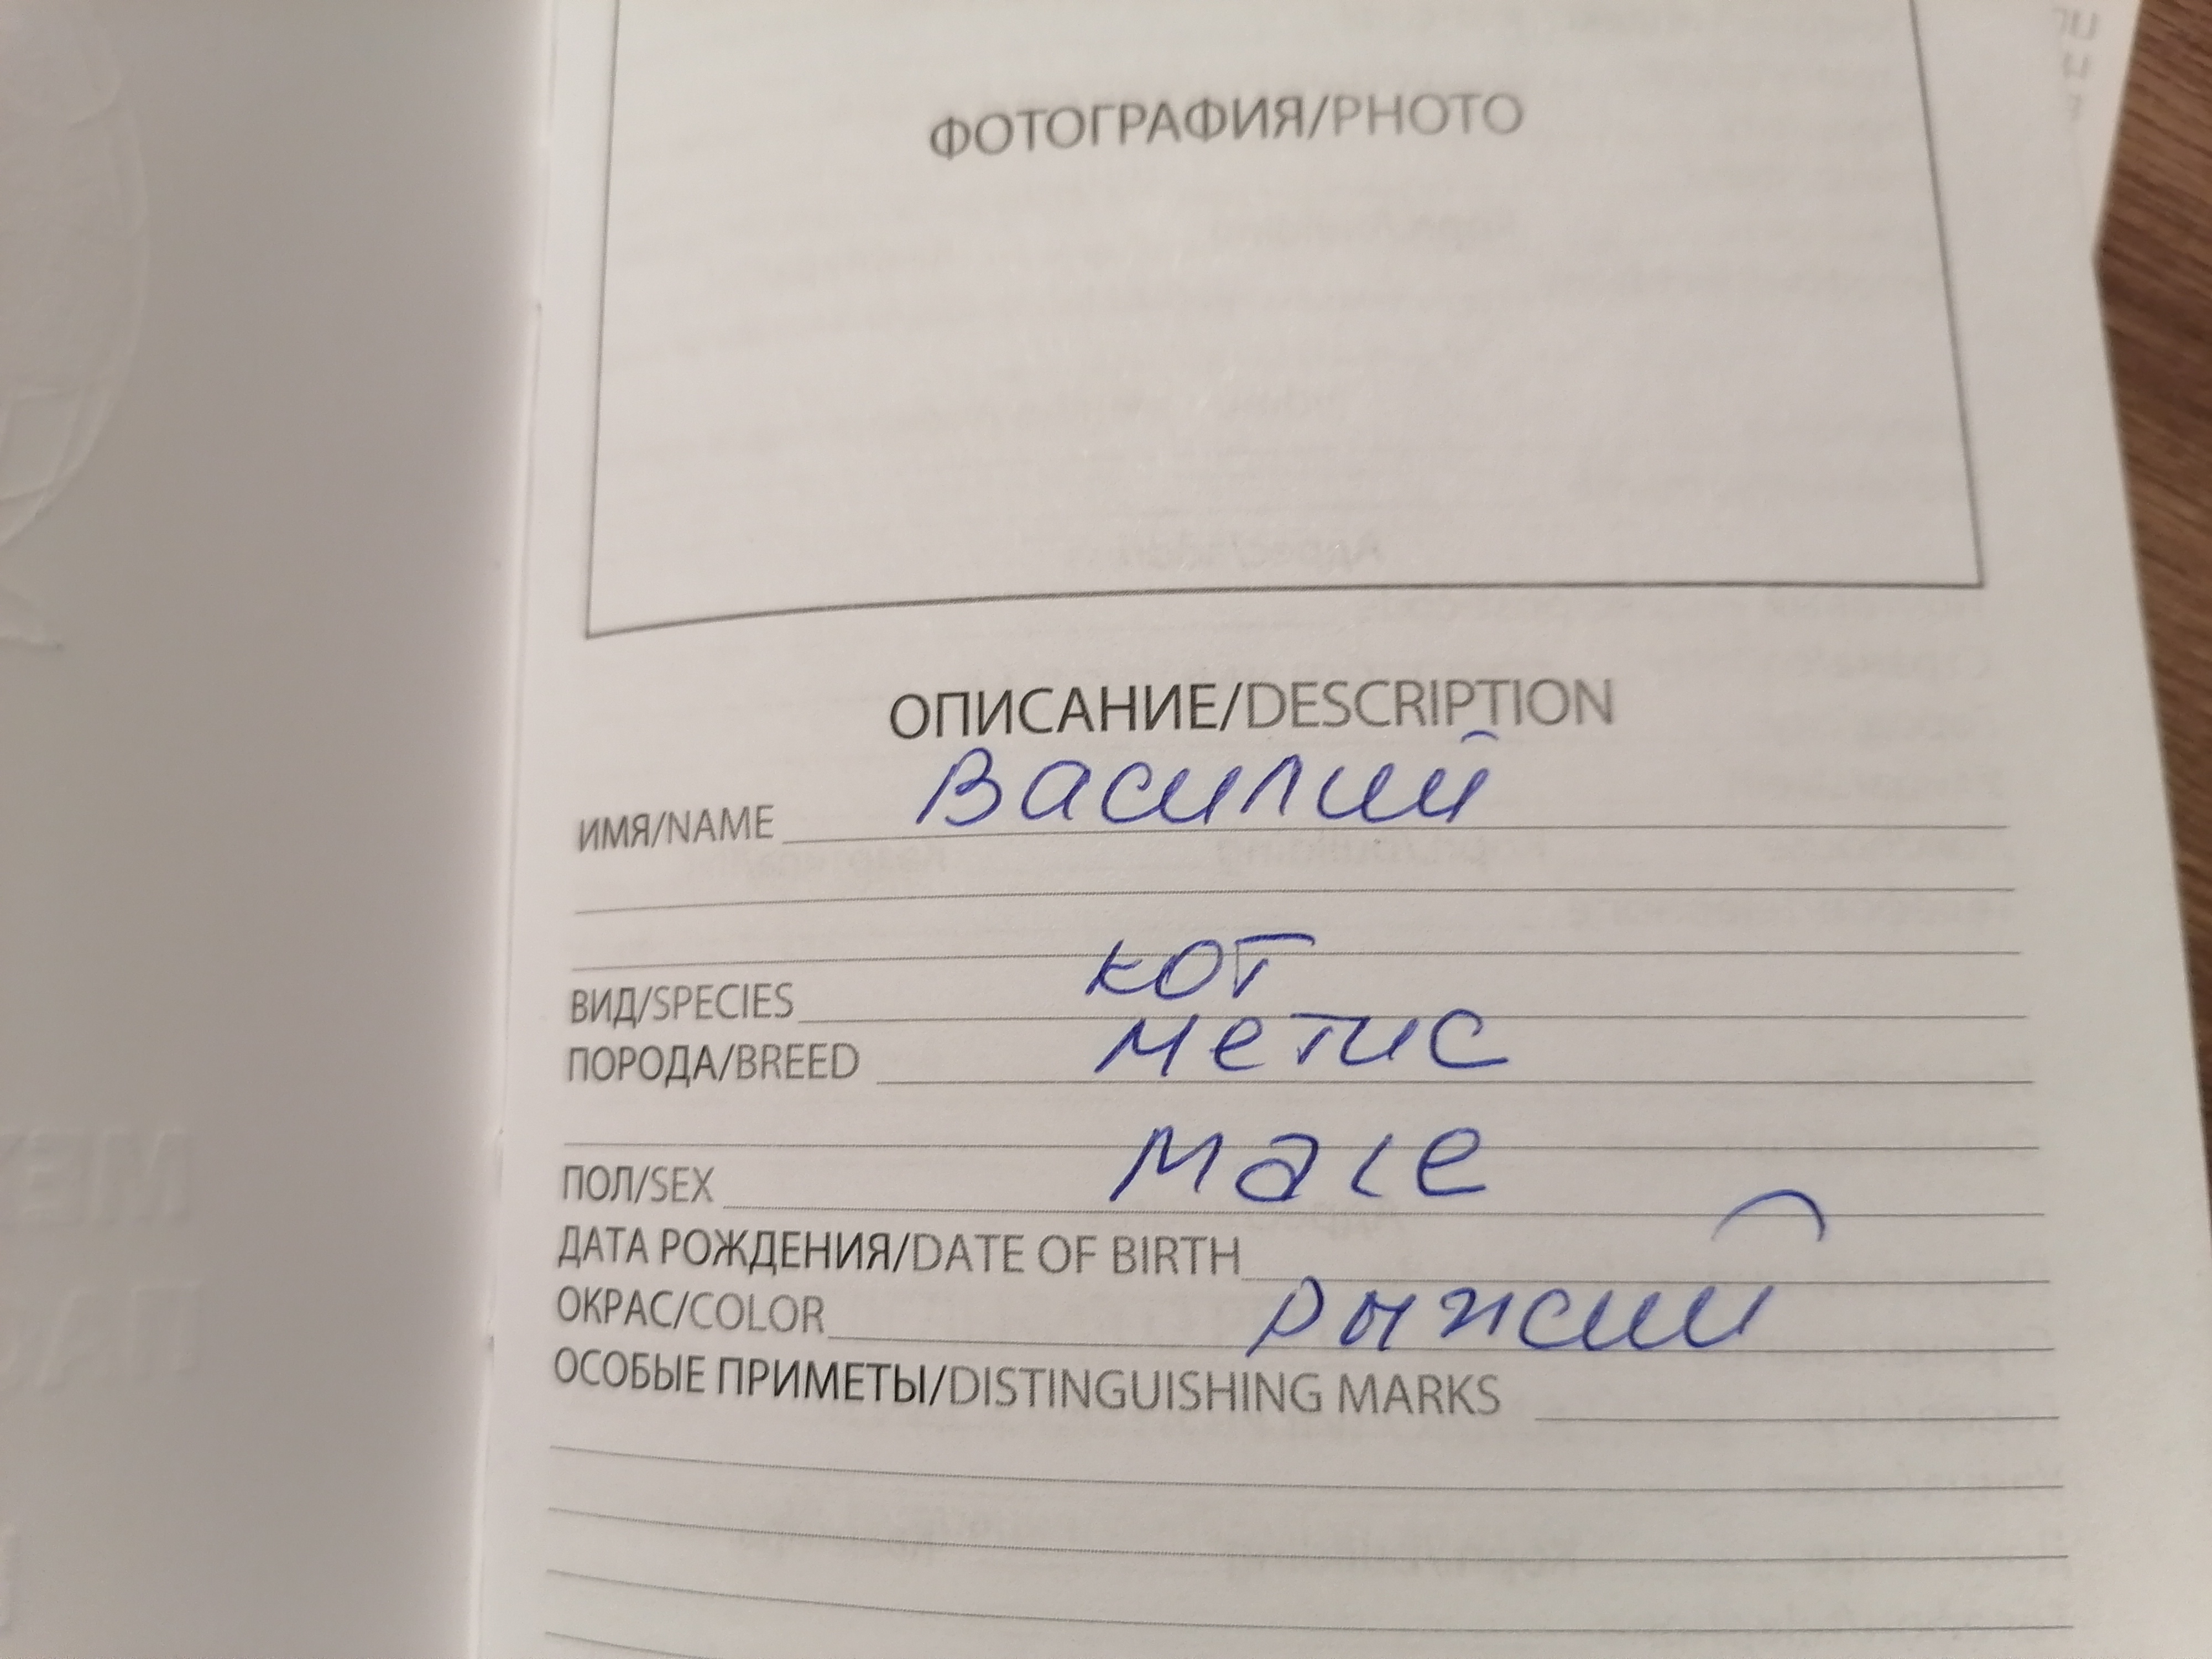 ФОТОГРАФИЯ/PHOTO
ОПИСАНИЕ/DESCRIPTION
ИМЯ/NAME Василий
ВИД/SPECIES кот
ПОРОДА/BREED метис
ПОЛ/SEX male
ДАТА РОЖДЕНИЯ/DATE OF BIRTH
ОКРАС/COLOR рыжий
ОСОБЫЕ ПРИМЕТЫ/DISTINGUISHING MARKS